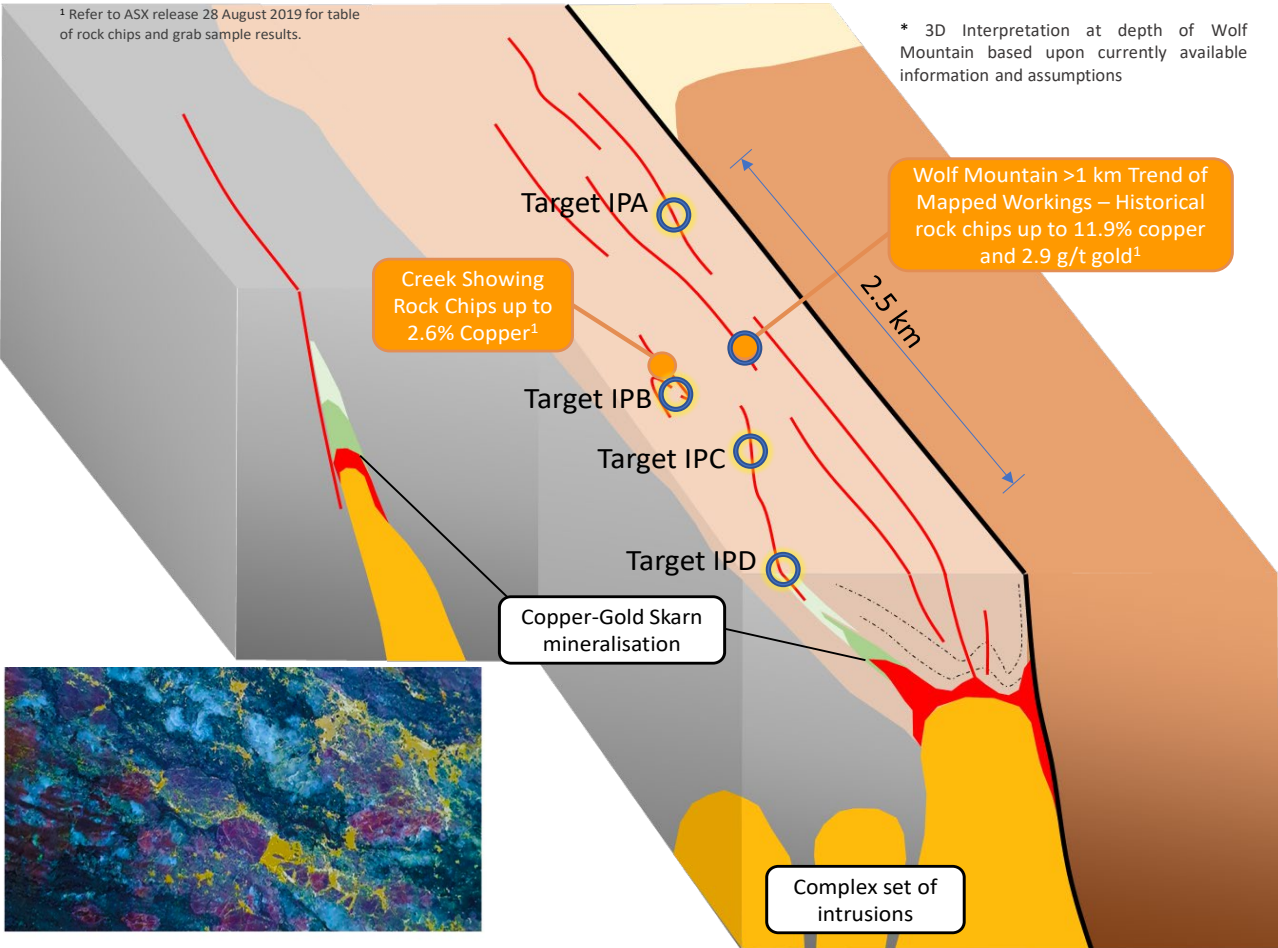 ¹ Refer to ASX release 28 August 2019 for table
of rock chips and grab sample results.
* 3D Interpretation at depth of Wolf
Mountain based upon currently available
information and assumptions
Wolf Mountain >1 km Trend of
Mapped Workings – Historical
rock chips up to 11.9% copper
and 2.9 g/t gold¹
Target IPA
Creek Showing
Rock Chips up to
2.6% Copper¹
2.5 km
Target IPB
Target IPC
Target IPD
Copper-Gold Skarn
mineralisation
Complex set of
intrusions